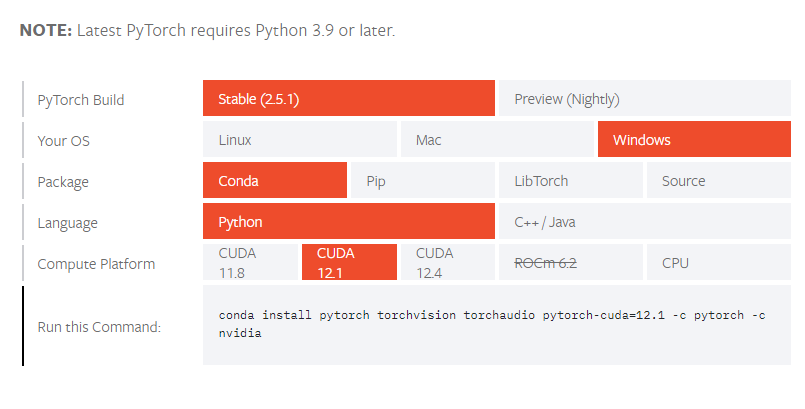 NOTE: Latest PyTorch requires Python 3.9 or later.
PyTorch Build
Stable (2.5.1)
Preview (Nightly)
Your OS
Linux
Mac
Windows
Package
Conda
Pip
LibTorch
Source
Language
Python
C++ / Java
Compute Platform
CUDA
11.8
CUDA
12.1
CUDA
12.4
ROCm 6.2
CPU
Run this Command:
conda install pytorch torchvision torchaudio pytorch-cuda=12.1 -c pytorch -c
nvidia